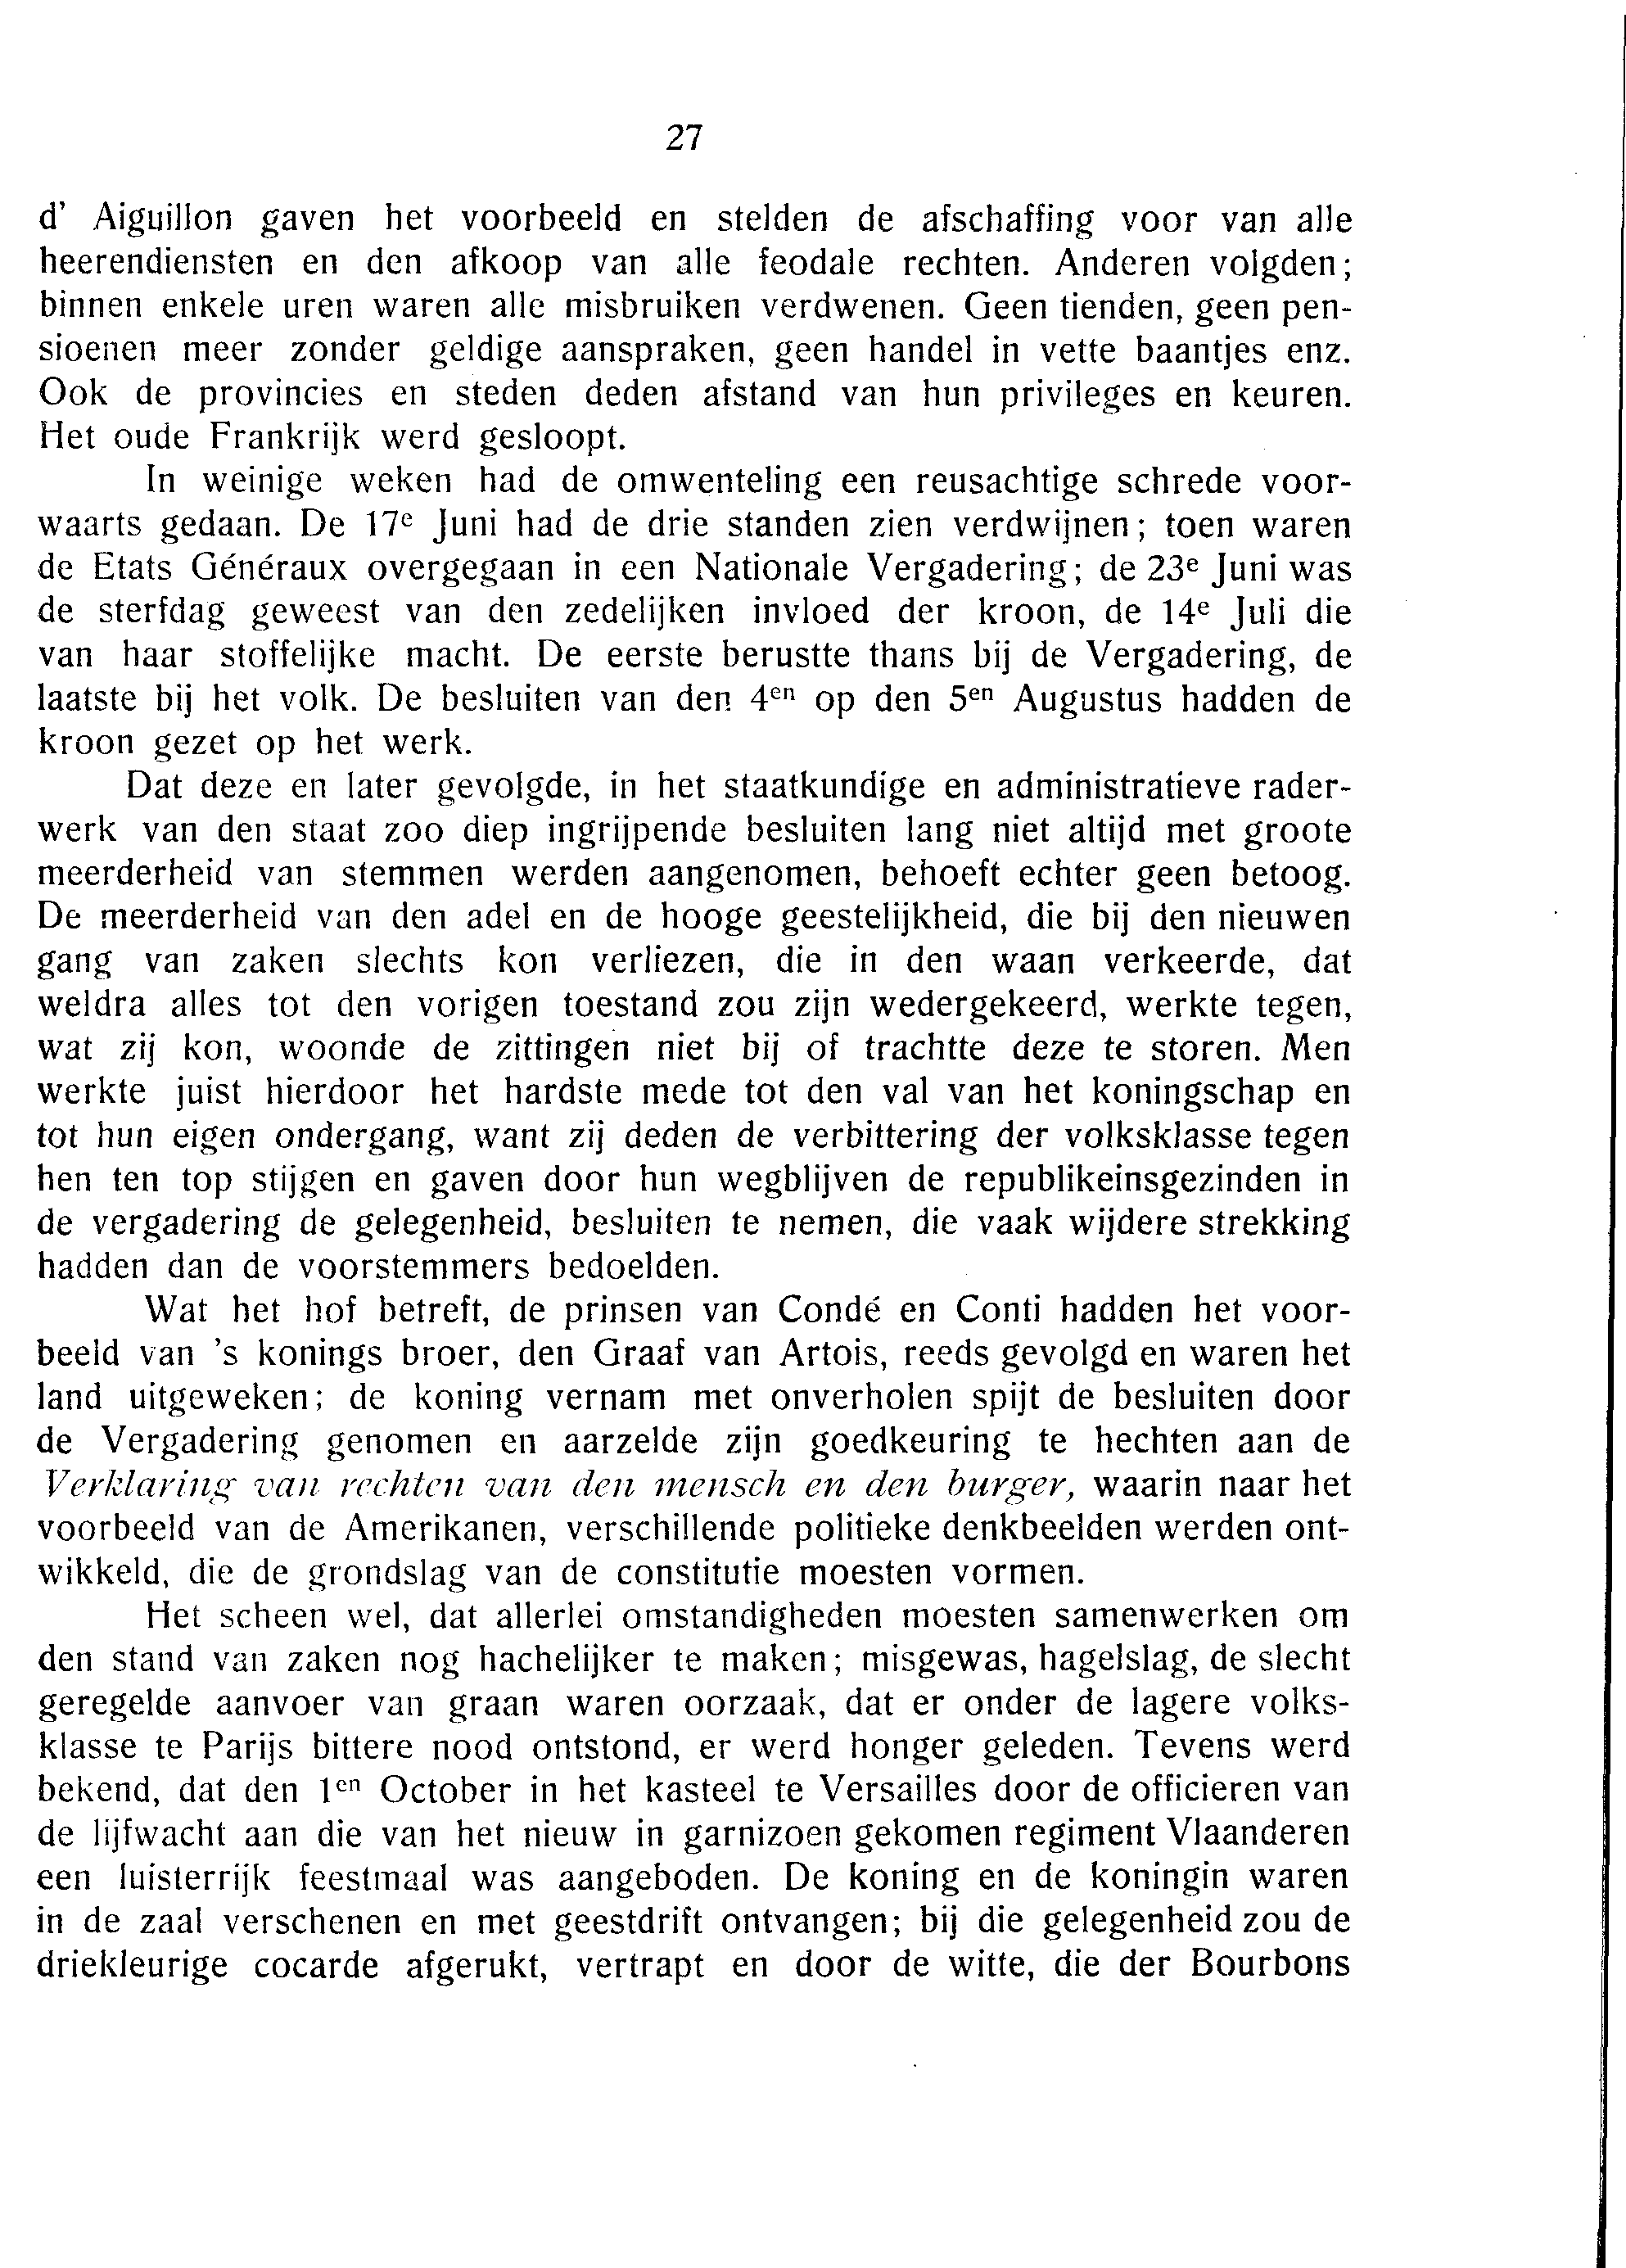 27
d' Aiguillon gaven het voorbeeld en stelden de afschaffing voor van alle
heerendiensten en den afkoop van alle feodale rechten. Anderen volgden;
binnen enkele uren waren alle misbruiken verdwenen. Geen tienden, geen pen-
sioenen meer zonder geldige aanspraken, geen handel in vette baantjes enz.
Ook de provincies en steden deden afstand van hun privileges en keuren.
Het oude Frankrijk werd gesloopt.
In weinige weken had de omwenteling een reusachtige schrede voor-
waarts gedaan. De 17e Juni had de drie standen zien verdwijnen; toen waren
de Etats Généraux overgegaan in een Nationale Vergadering; de 23e Juni was
de sterfdag geweest van den zedelijken invloed der kroon, de 14e Juli die
van haar stoffelijke macht. De eerste berustte thans bij de Vergadering, de
laatste bij het volk. De besluiten van den 4en op den 5en Augustus hadden de
kroon gezet op het werk.
Dat deze en later gevolgde, in het staatkundige en administratieve rader-
werk van den staat zoo diep ingrijpende besluiten lang niet altijd met groote
meerderheid van stemmen werden aangenomen, behoeft echter geen betoog.
De meerderheid van den adel en de hooge geestelijkheid, die bij den nieuwen
gang van zaken slechts kon verliezen, die in den waan verkeerde, dat
weldra alles tot den vorigen toestand zou zijn wedergekeerd, werkte tegen,
wat zij kon, woonde de zittingen niet bij of trachtte deze te storen. Men
werkte juist hierdoor het hardste mede tot den val van het koningschap en
tot hun eigen ondergang, want zij deden de verbittering der volksklasse tegen
hen ten top stijgen en gaven door hun wegblijven de republikeinsgezinden in
de vergadering de gelegenheid, besluiten te nemen, die vaak wijdere strekking
hadden dan de voorstemmers bedoelden.
Wat het hof betreft, de prinsen van Condé en Conti hadden het voor-
beeld van 's konings broer, den Graaf van Artois, reeds gevolgd en waren het
land uitgeweken; de koning vernam met onverholen spijt de besluiten door
de Vergadering genomen en aarzelde zijn goedkeuring te hechten aan de
Verklaring van rechten van den mensch en den burger, waarin naar het
voorbeeld van de Amerikanen, verschillende politieke denkbeelden werden ont-
wikkeld, die de grondslag van de constitutie moesten vormen.
Het scheen wel, dat allerlei omstandigheden moesten samenwerken om
den stand van zaken nog hachelijker te maken; misgewas, hagelslag, de slecht
geregelde aanvoer van graan waren oorzaak, dat er onder de lagere volks-
klasse te Parijs bittere nood ontstond, er werd honger geleden. Tevens werd
bekend, dat den 1en October in het kasteel te Versailles door de officieren van
de lijfwacht aan die van het nieuw in garnizoen gekomen regiment Vlaanderen
een luisterrijk feestmaal was aangeboden. De koning en de koningin waren
in de zaal verschenen en met geestdrift ontvangen; bij die gelegenheid zou de
driekleurige cocarde afgerukt, vertrapt en door de witte, die der Bourbons